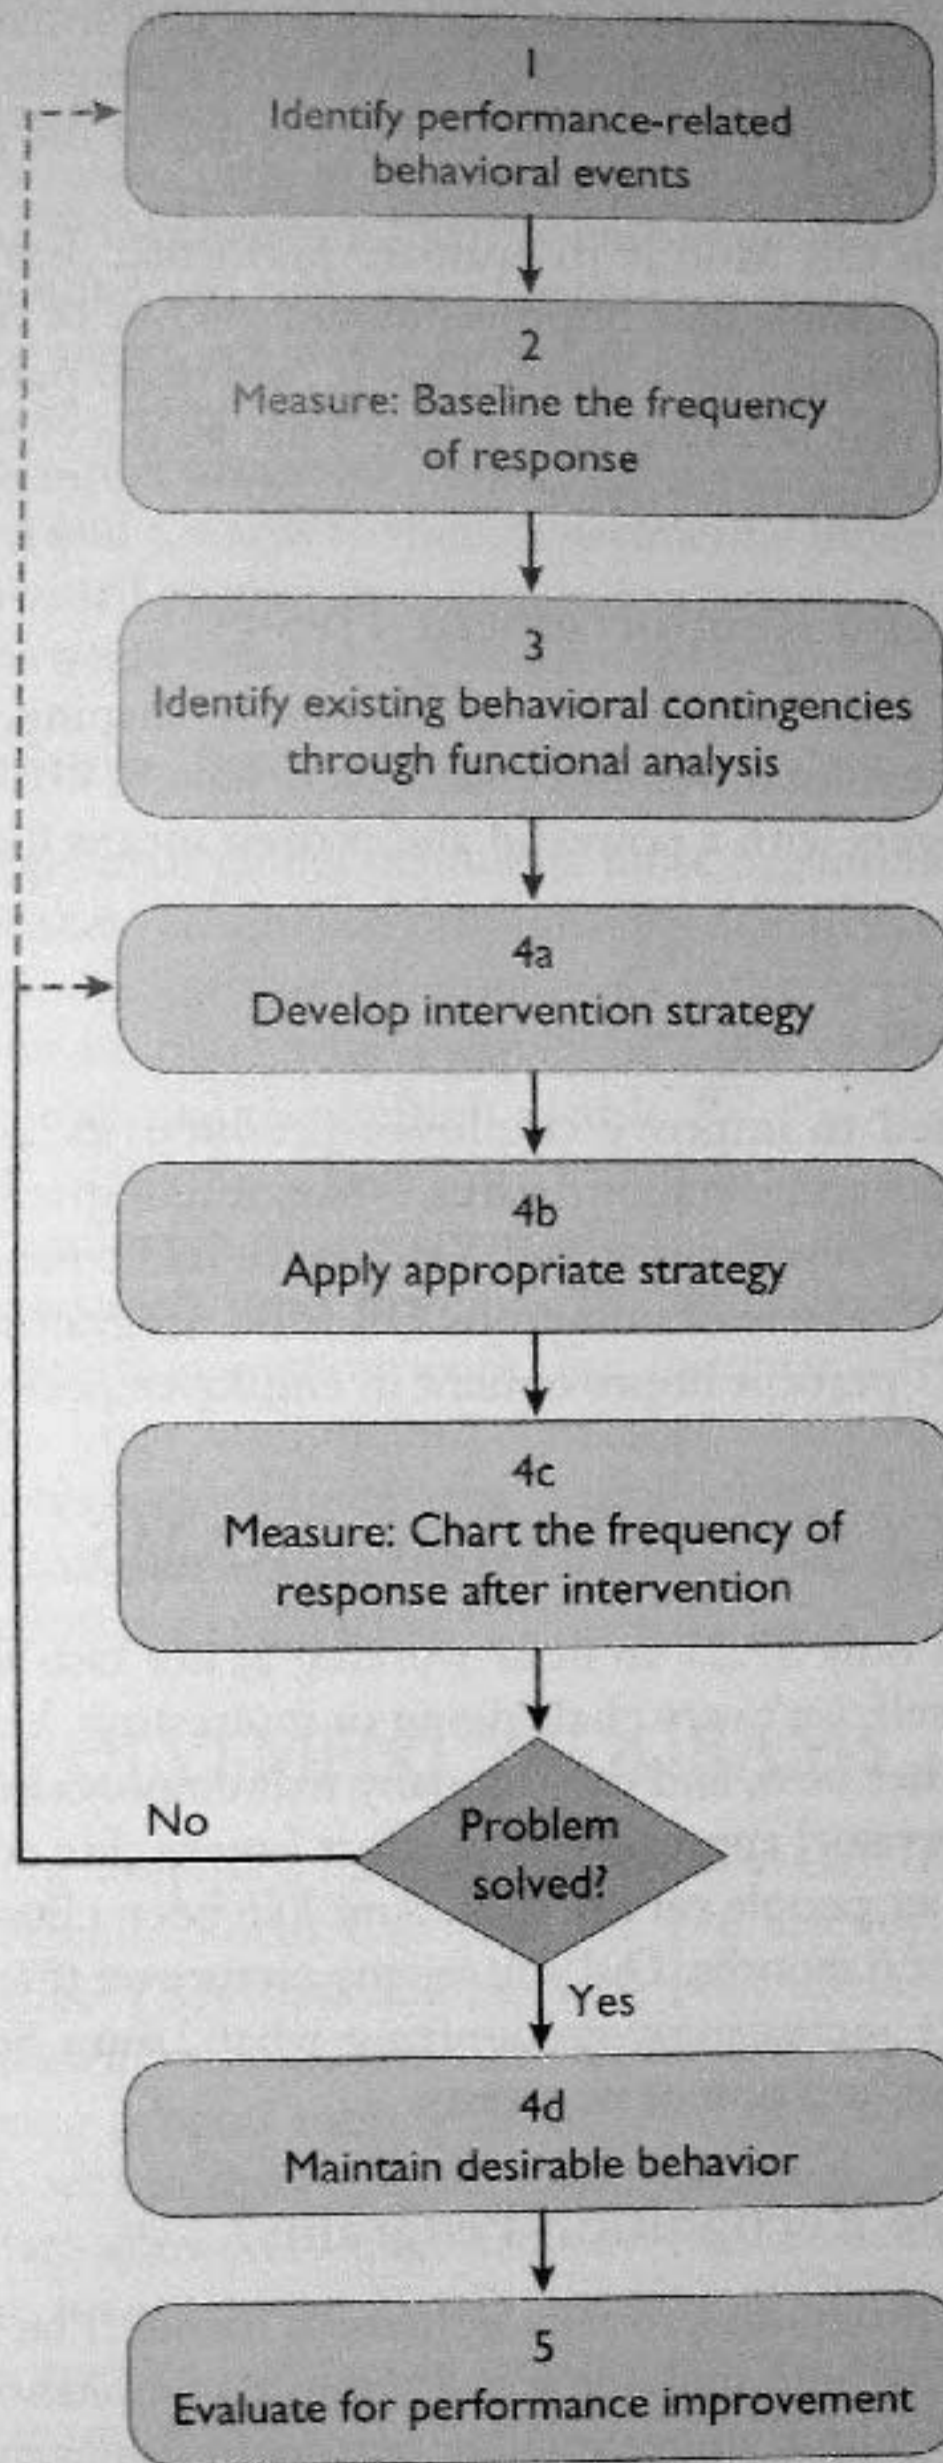 1
Identify performance-related
behavioral events
2
Measure: Baseline the frequency
of response
3
Identify existing behavioral contingencies
through functional analysis
4a
Develop intervention strategy
4b
Apply appropriate strategy
4c
Measure: Chart the frequency of
response after intervention
Problem
solved?
No
Yes
4d
Maintain desirable behavior
5
Evaluate for performance improvement